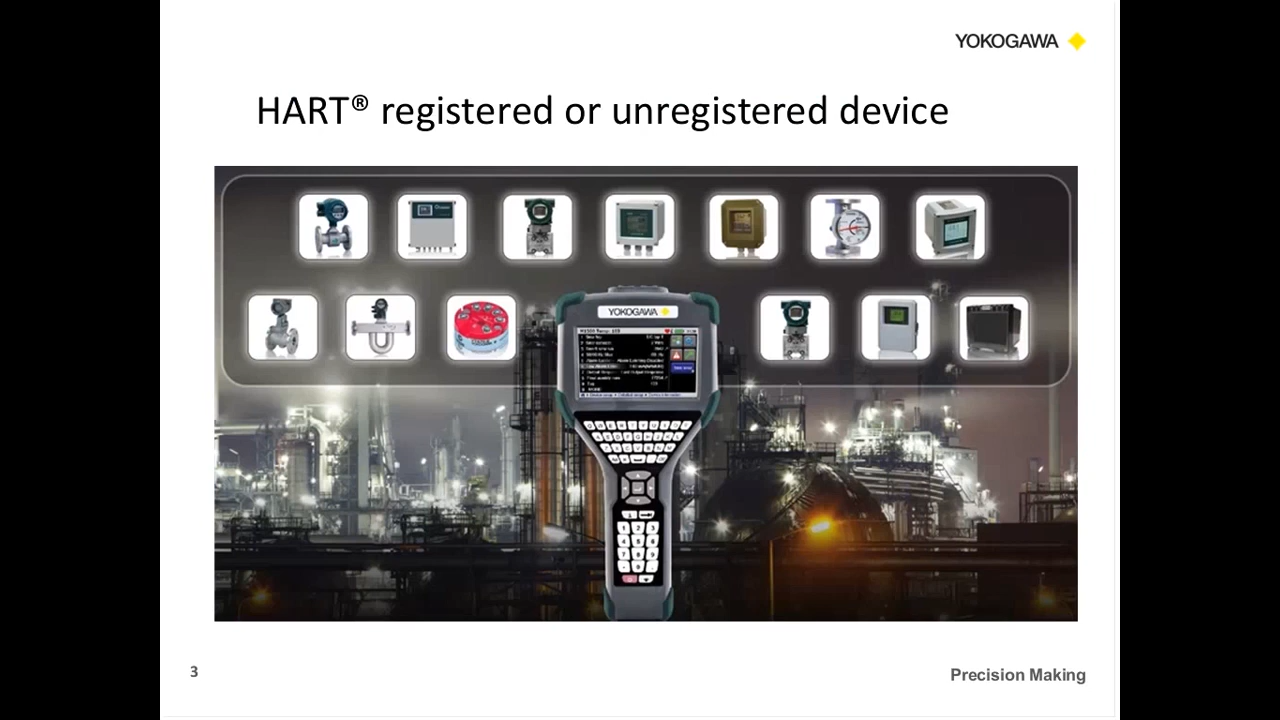 YOKOGAWA
HART® registered or unregistered device
YOKOGAWA
3
Precision Making